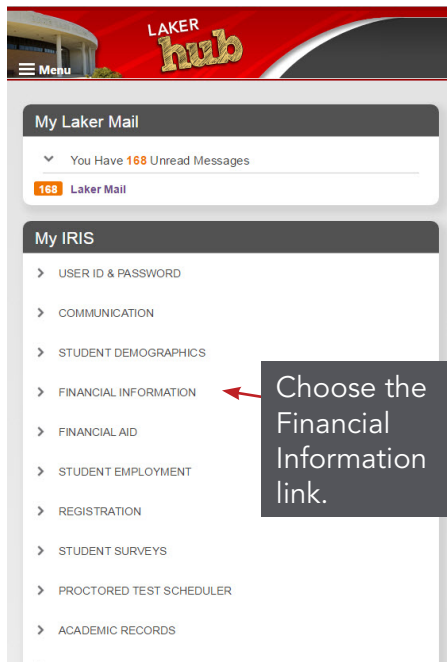 LAKER
hub
Menu
My Laker Mail
You Have 168 Unread Messages
168 Laker Mail
My IRIS
USER ID & PASSWORD
COMMUNICATION
STUDENT DEMOGRAPHICS
FINANCIAL INFORMATION
Choose the
Financial
Information
link.
FINANCIAL AID
STUDENT EMPLOYMENT
REGISTRATION
STUDENT SURVEYS
PROCTORED TEST SCHEDULER
ACADEMIC RECORDS